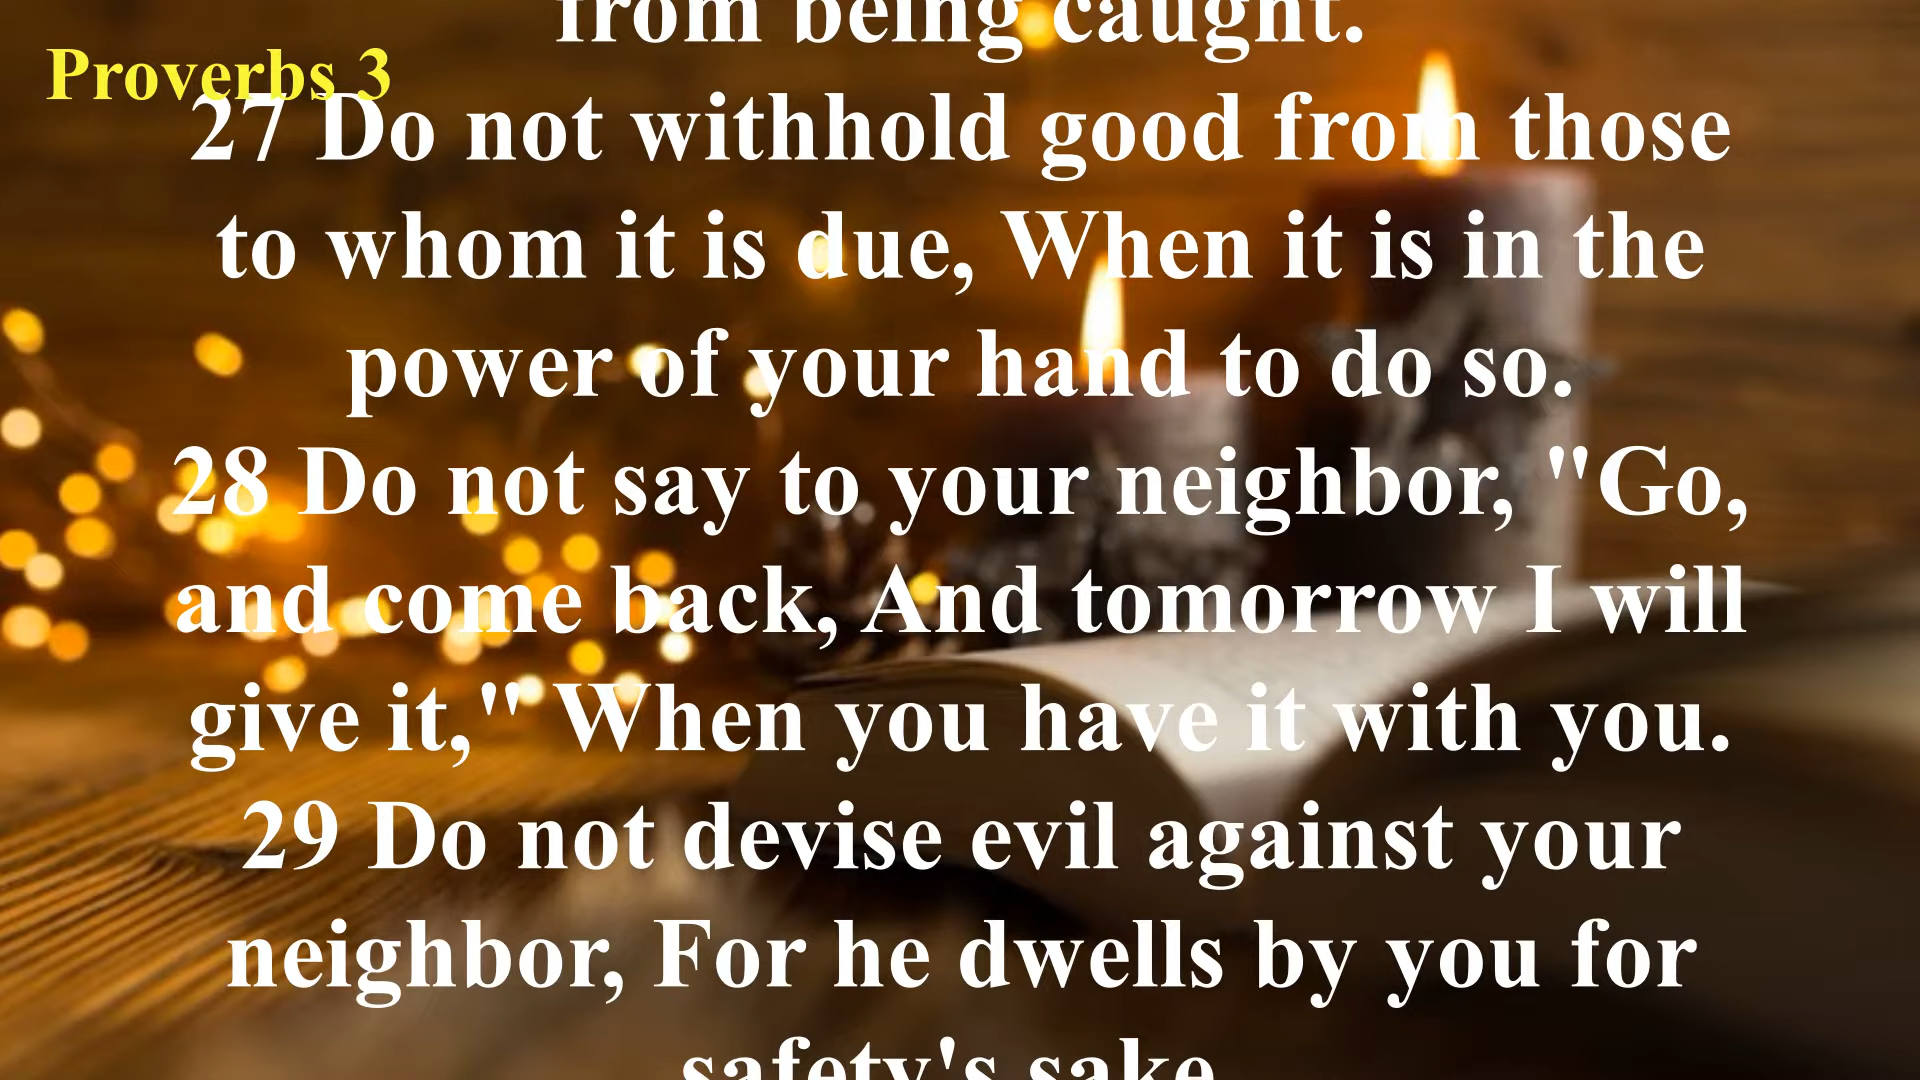 from being caught.
Proverbs 3
27 Do not withhold good from those
to whom it is due, When it is in the
power of your hand to do so.
28 Do not say to your neighbor, "Go,
and come back, And tomorrow I will
give it," When you have it with you.
29 Do not devise evil against your
neighbor, For he dwells by you for
safety's sake